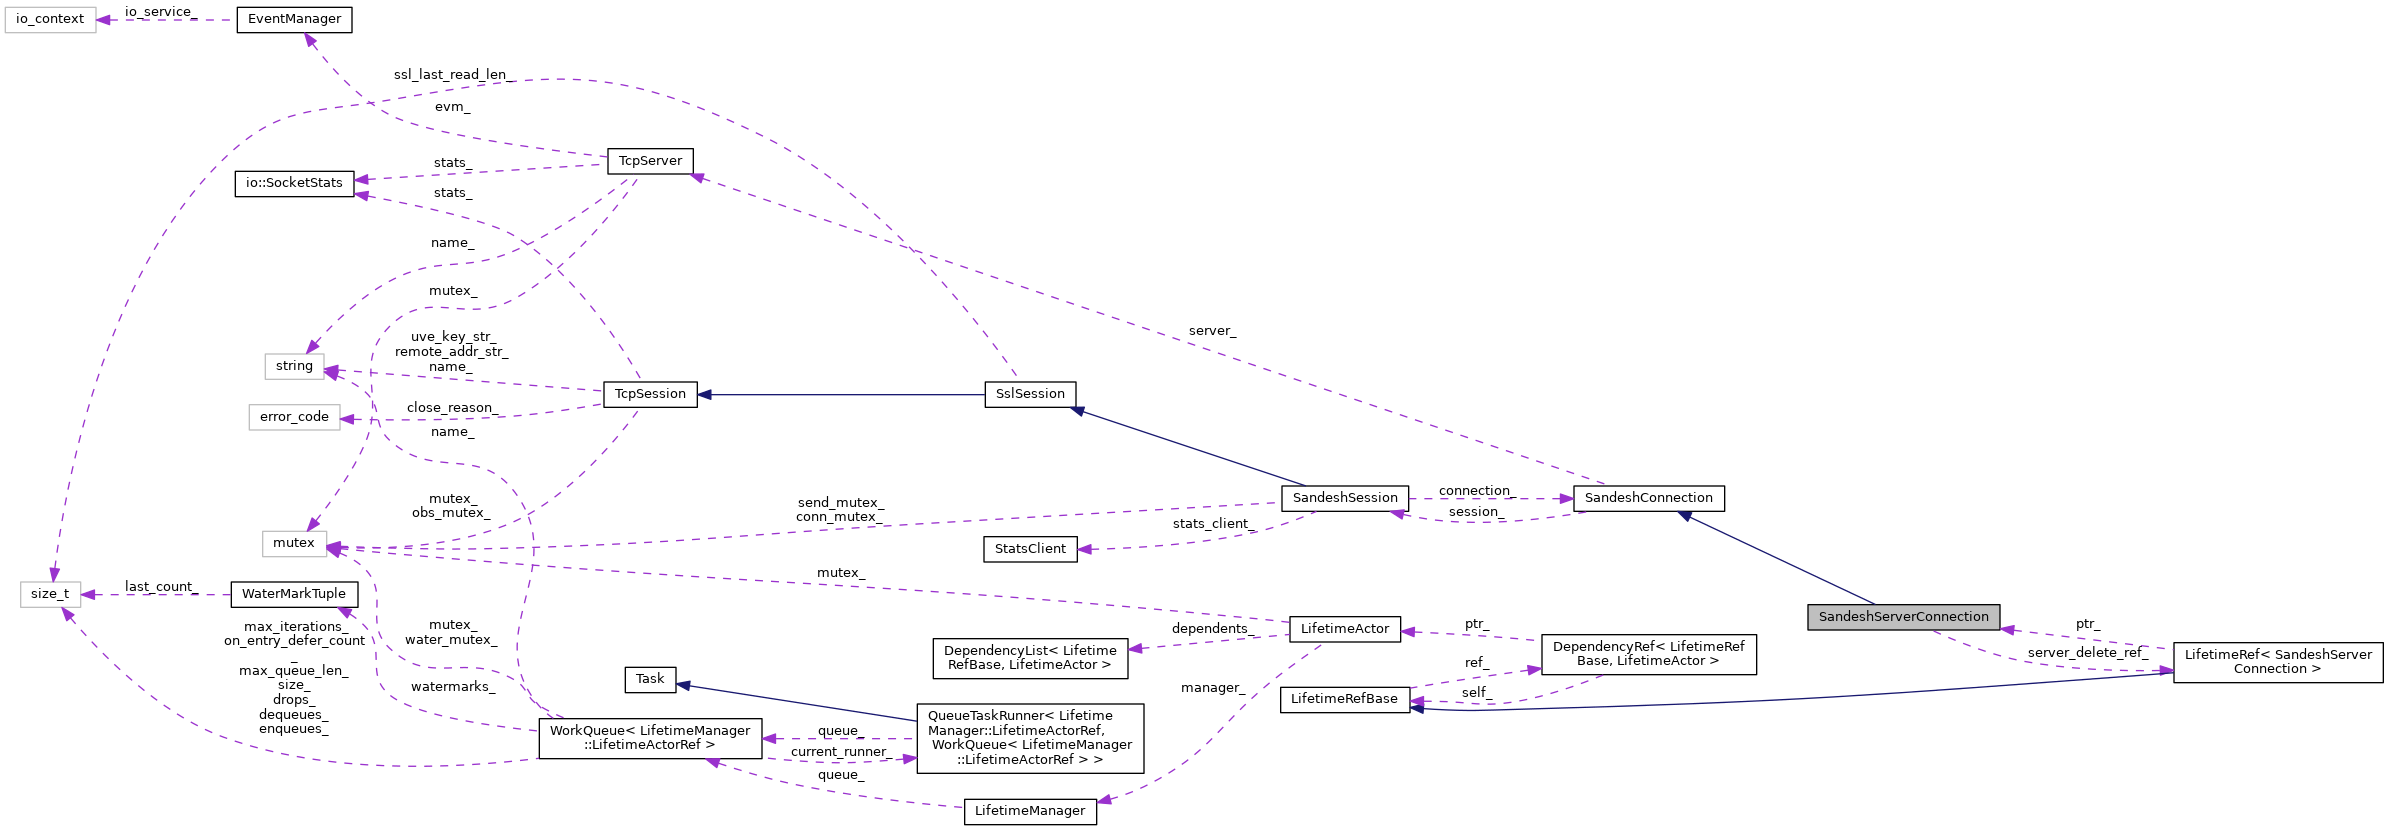 io_context
io_service_
EventManager
ssl_last_read_len_
evm_
TcpServer
stats_
io::SocketStats
stats_
name_
mutex_
server_
uve_key_str_
remote_addr_str_
name_
string
TcpSession
SslSession
close_reason_
error_code
name_
mutex_
obs_mutex_
send_mutex_
conn_mutex_
SandeshSession
connection_
session_
SandeshConnection
stats_client_
StatsClient
mutex
mutex_
size_t
last_count_
WaterMarkTuple
max_iterations_
on_entry_defer_count
_
max_queue_len_
size_
drops_
dequeues_
enqueues_
mutex_
water_mutex_
watermarks_
Task
DependencyList< Lifetime
RefBase, LifetimeActor >
dependents_
LifetimeActor
ptr_
DependencyRef< LifetimeRef
Base, LifetimeActor >
ref_
self_
LifetimeRefBase
manager_
SandeshServerConnection
ptr_
server_delete_ref_
LifetimeRef< SandeshServer
Connection >
WorkQueue< LifetimeManager
::LifetimeActorRef >
queue_
current_runner_
queue_
QueueTaskRunner< Lifetime
Manager::LifetimeActorRef,
WorkQueue< LifetimeManager
::LifetimeActorRef > >
LifetimeManager